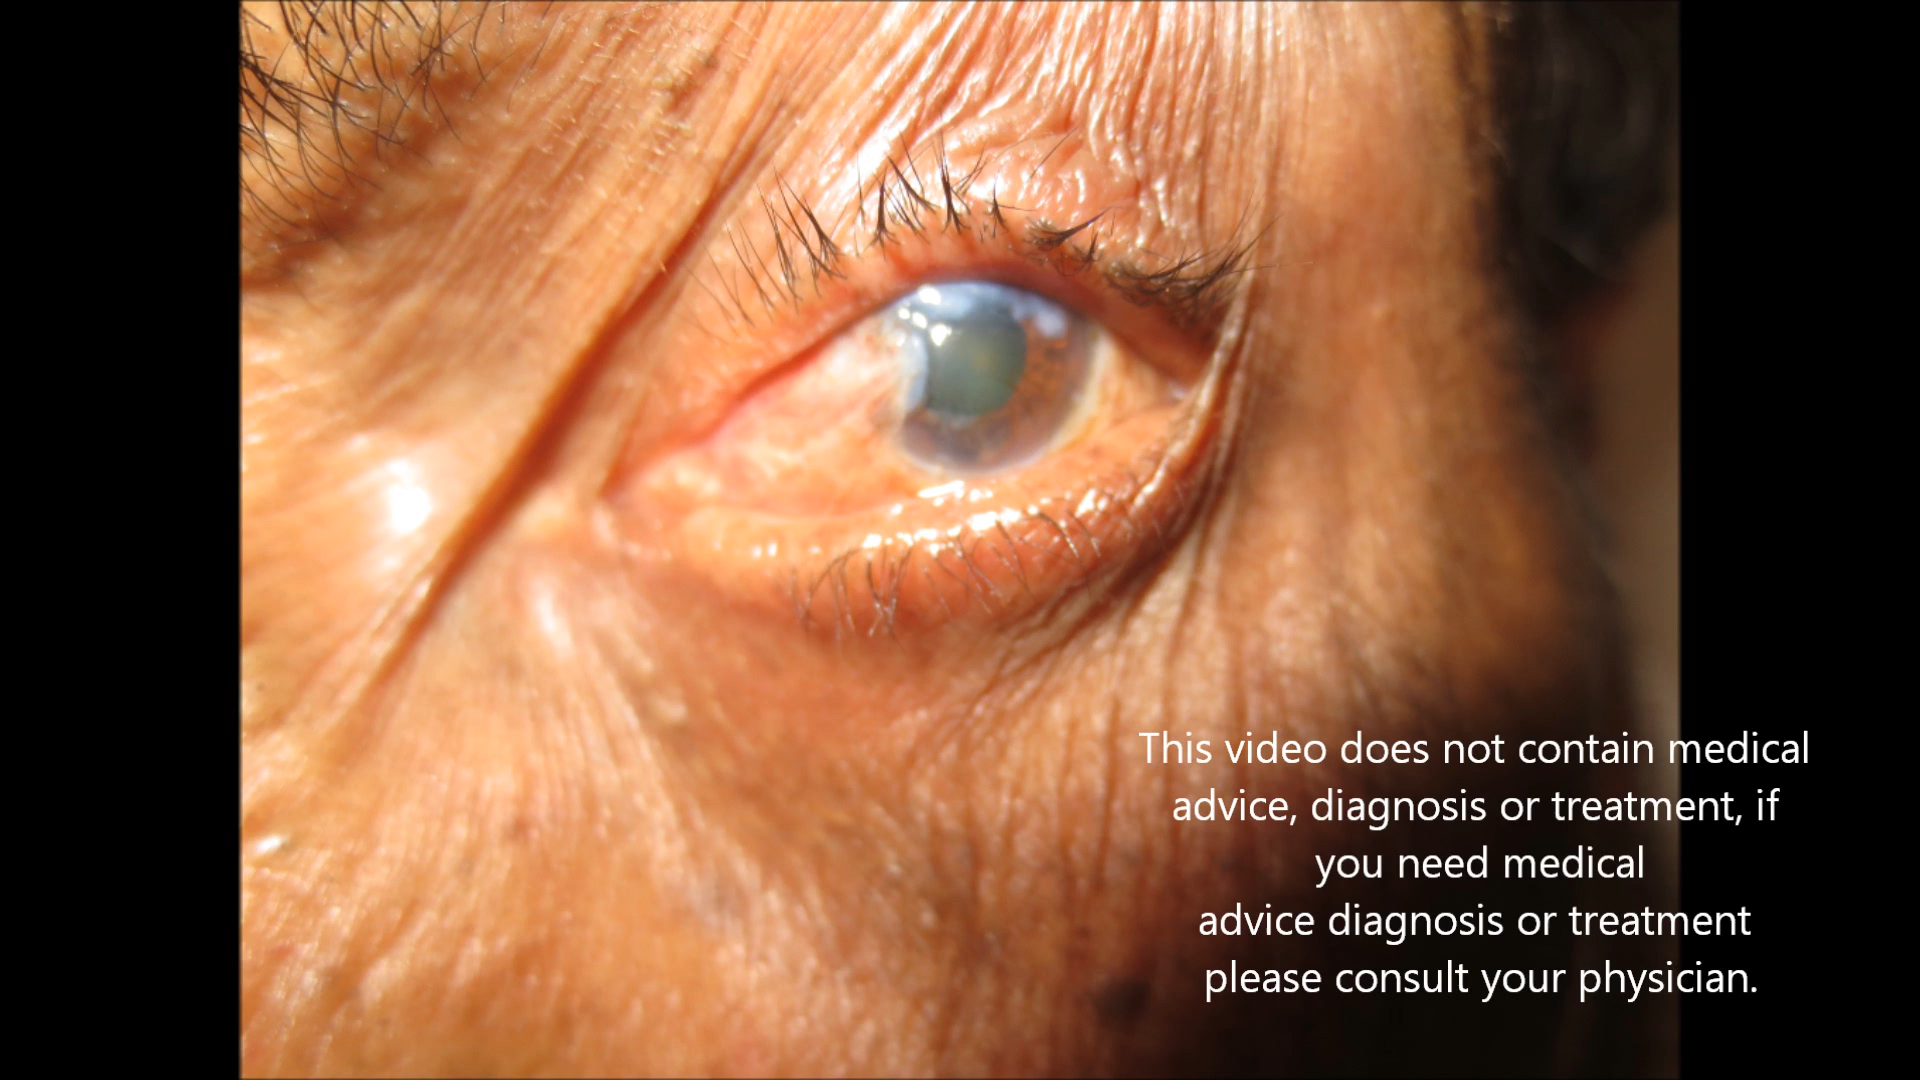 This video does not contain medical
advice, diagnosis or treatment, if
you need medical
advice diagnosis or treatment
please consult your physician.